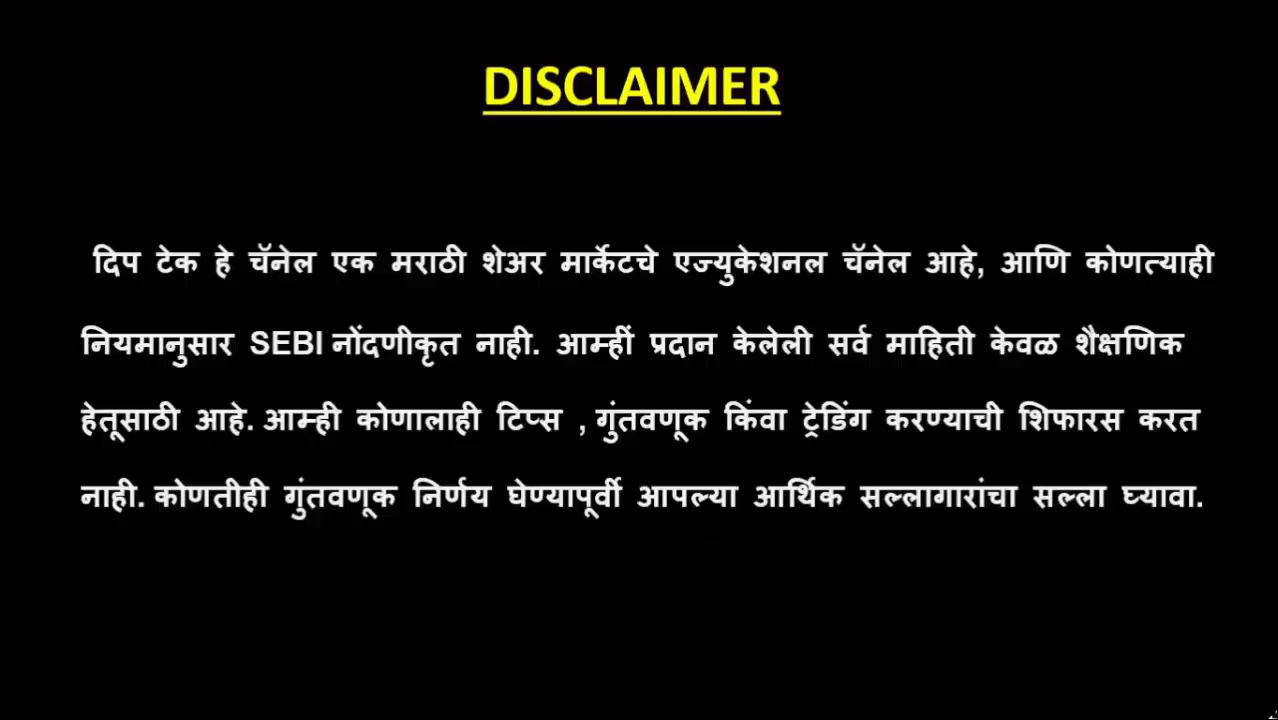 DISCLAIMER
दिप टेक हे चॅनेल एक मराठी शेअर मार्केटचे एज्युकेशनल चॅनेल आहे, आणि कोणत्याही
नियमानुसार SEBI नोंदणीकृत नाही. आम्हीं प्रदान केलेली सर्व माहिती केवळ शैक्षणिक
हेतूसाठी आहे. आम्ही कोणालाही टिप्स , गुंतवणूक किंवा ट्रेडिंग करण्याची शिफारस करत
नाही. कोणतीही गुंतवणूक निर्णय घेण्यापूर्वी आपल्या आर्थिक सल्लागारांचा सल्ला घ्यावा.